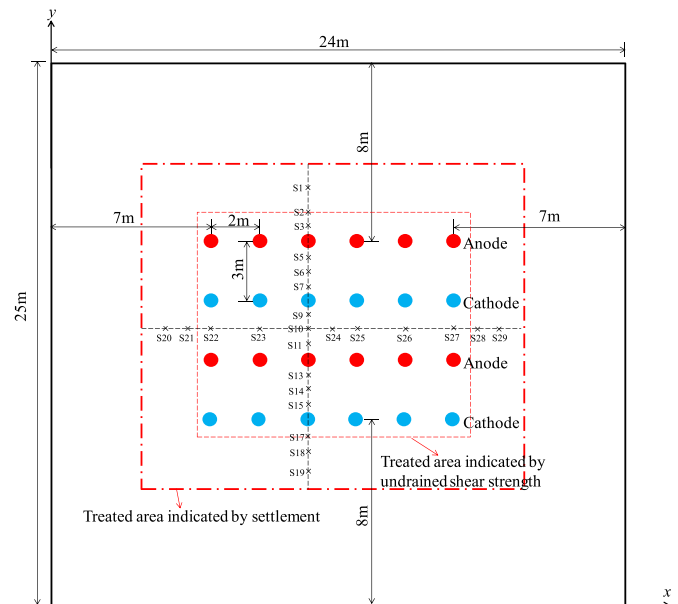 y
24m
8m
S1
7m
2m
7m
S2
S3
Anode
3m
S5
S6
S7
25m
Cathode
S9
S10
S20
S21
S22
S23
S24
S25
S26
S27
S28
S29
S11
Anode
S13
S14
S15
Cathode
S17
S18
S19
Treated area indicated by
undrained shear strength
Treated area indicated by settlement
8m
x